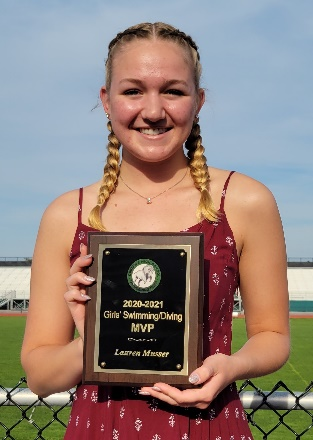 2020-2021
Girls' Swimming/Diving
MVP
Lauren Musser